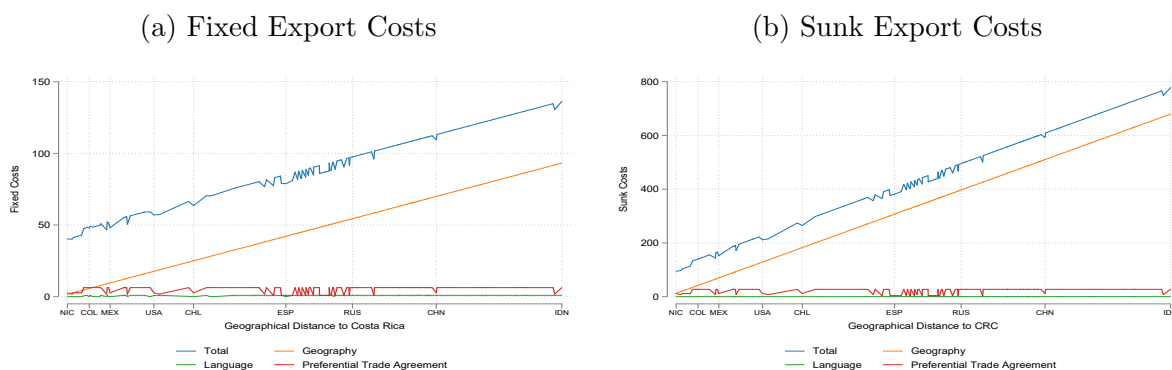 (a) Fixed Export Costs
150
100
50
0
Fixed Costs
NIC COL MEX USA CHL ESP RUS CHN IDN
Geographical Distance to Costa Rica
Total Geography
Language Preferential Trade Agreement
(b) Sunk Export Costs
800
600
400
200
0
Sunk Costs
NIC COL MEX USA CHL ESP RUS CHN ID
Geographical Distance to CRC
Total Geography
Language Preferential Trade Agreement